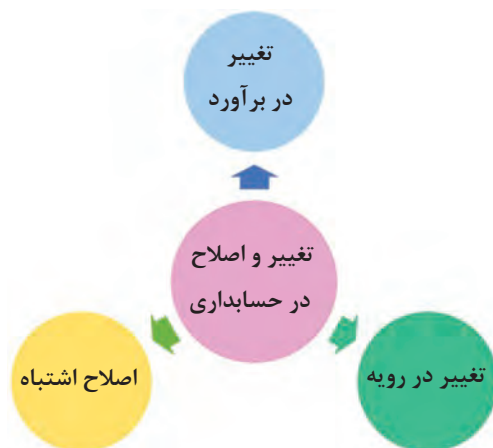 تغییر
در برآورد
تغییر و اصلاح
در حسابداری
تغییر در رویه
اصلاح اشتباه